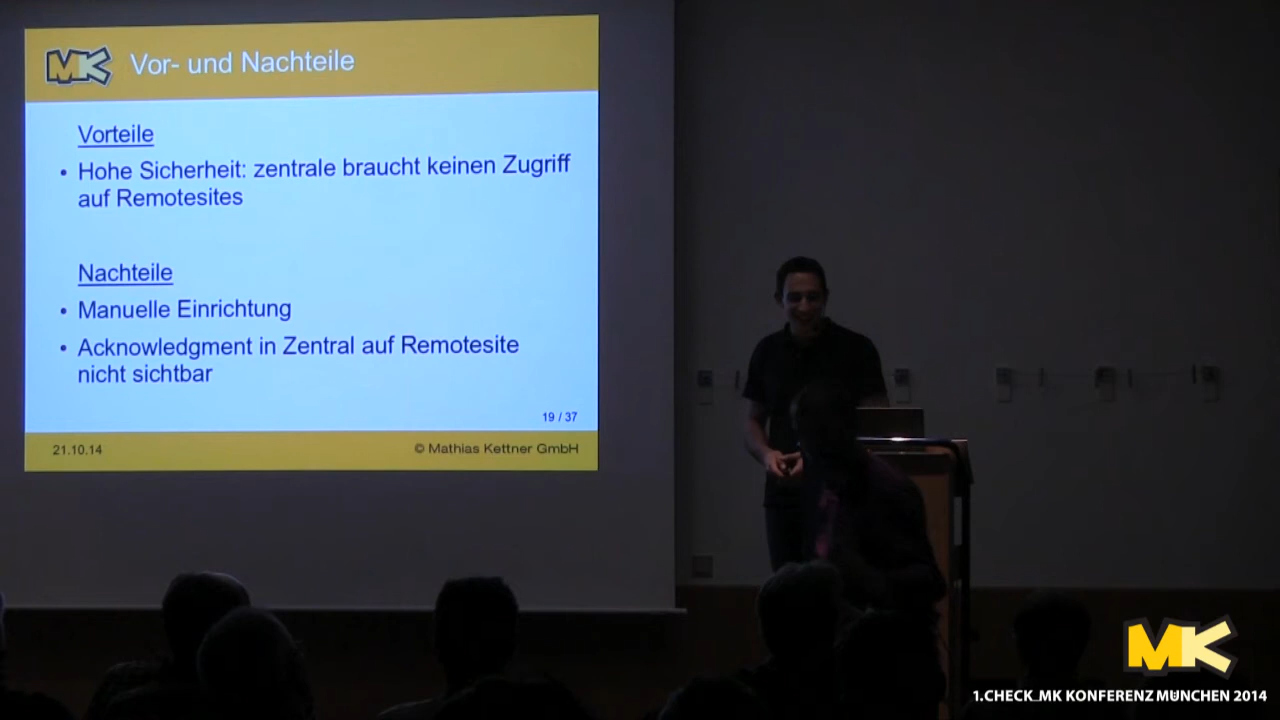 MK Vor- und Nachteile
Vorteile
• Hohe Sicherheit: zentrale braucht keinen Zugriff
auf Remotesites
Nachteile
• Manuelle Einrichtung
• Acknowledgment in Zentral auf Remotesite
nicht sichtbar
19 / 37
21.10.14 © Mathias Kettner GmbH
MK
1.CHECK_MK KONFERENZ MÜNCHEN 2014